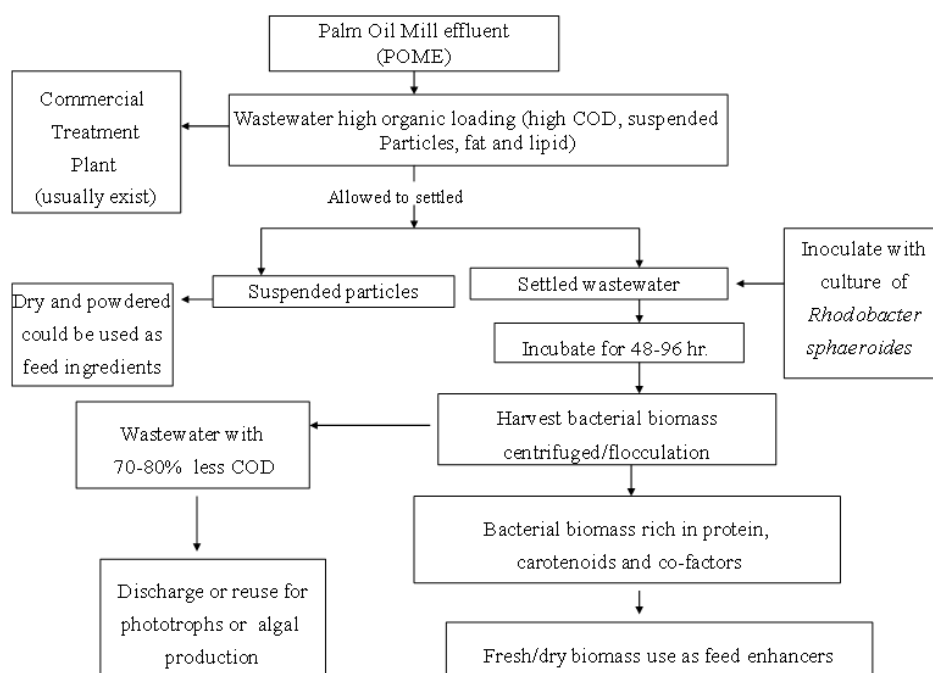 Palm Oil Mill effluent
(POME)
Commercial
Treatment
Plant
(usually exist)
Wastewater high organic loading (high COD, suspended
Particles, fat and lipid)
Allowed to settled
Inoculate with
culture of
Rhodobacter
sphaeroides
Suspended particles
Settled wastewater
Dry and powdered
could be used as
feed ingredients
Incubate for 48-96 hr.
Harvest bacterial biomass
centrifuged/flocculation
Wastewater with
70-80% less COD
Bacterial biomass rich in protein,
carotenoids and co-factors
Discharge or reuse for
phototrophs or algal
production
Fresh/dry biomass use as feed enhancers